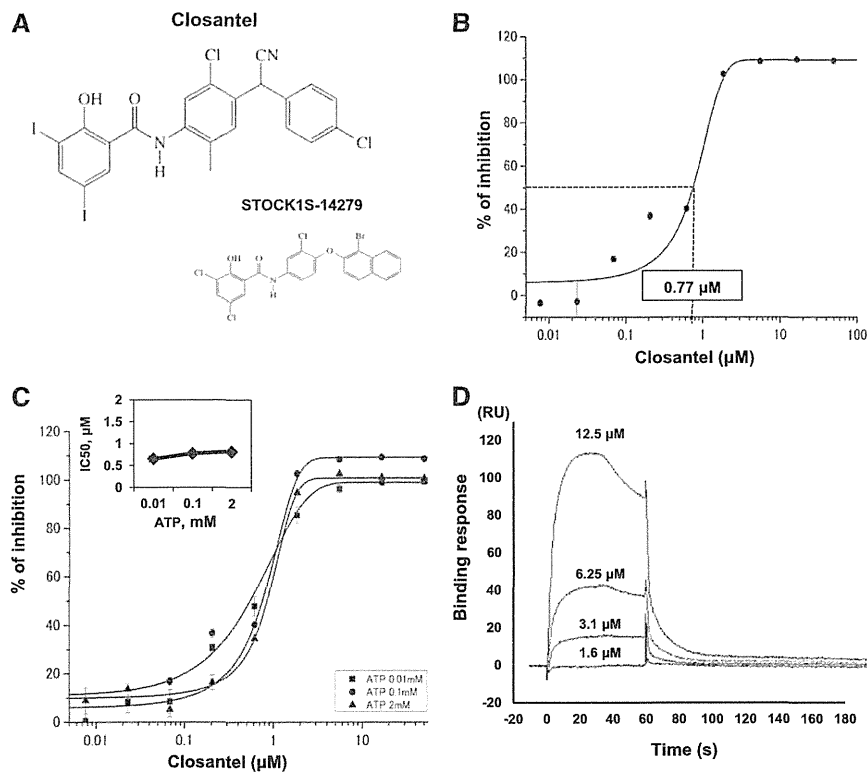 A
Closantel
Cl
CN
OH
O
I
N
H
Cl
I
STOCK1S-14279
Cl
Br
OH
O
O
Cl
N
H
Cl
B
% of inhibition
120
100
80
60
40
20
0
0.77 µM
0.01
0.1
1
10
100
Closantel (µM)
C
% of inhibition
120
100
80
60
40
20
0
IC50, µM
2
1.5
1
0.5
0
0.01
0.1
2
ATP, mM
ATP 0.01mM
ATP 0.1mM
ATP 2mM
0.01
0.1
1
10
Closantel (µM)
D
(RU)
Binding response
120
100
80
60
40
20
0
-20
12.5 µM
6.25 µM
3.1 µM
1.6 µM
-20
0
20
40
60
80
100
120
140
160
180
Time (s)